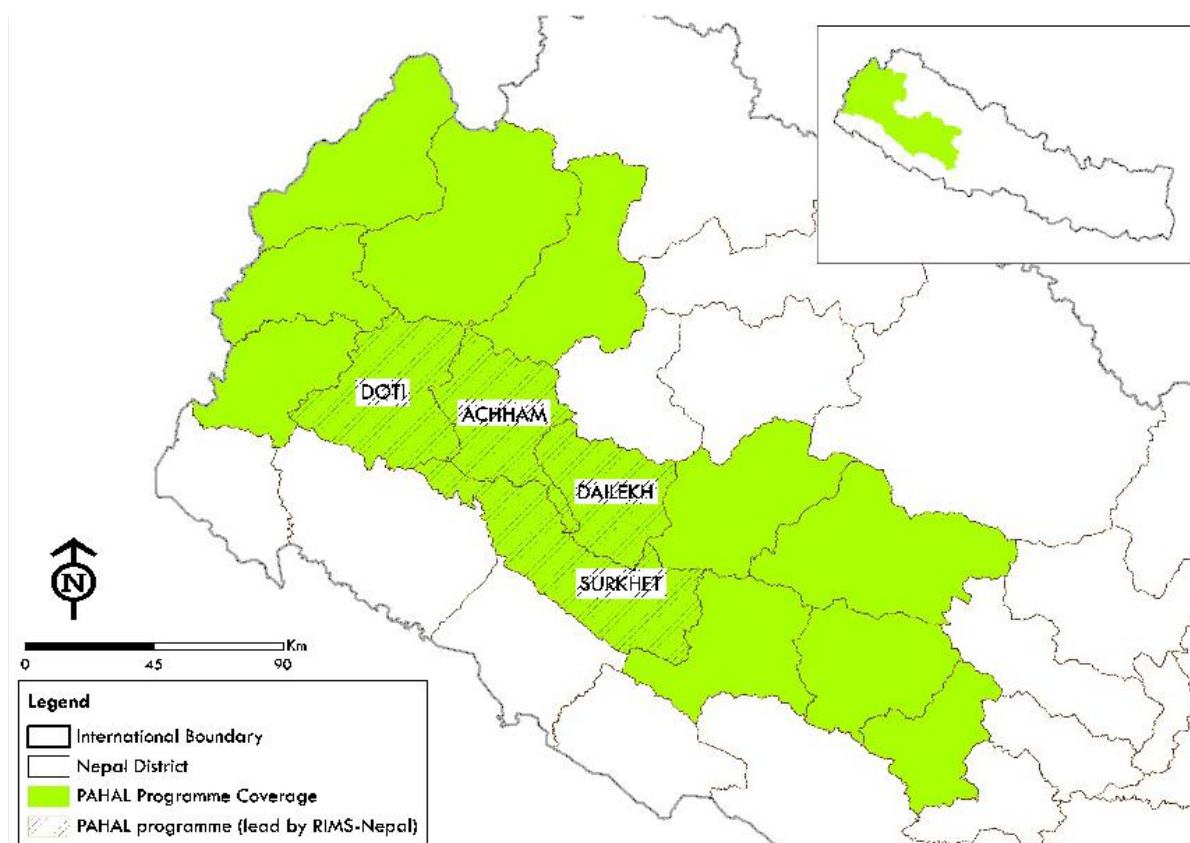 DOTI
ACHHAM
DAILEKH
SURKHET
N
Km
0 45 90
Legend
International Boundary
Nepal District
PAHAL Programme Coverage
PAHAL programme (lead by RIMS-Nepal)